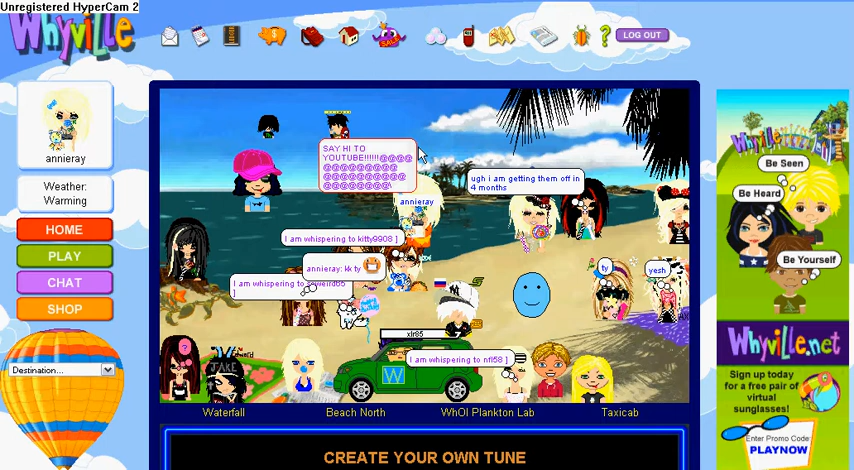 Unregistered HyperCam 2
Whyville
SALE
LOG OUT
annieray
Weather:
Warming
HOME
PLAY
CHAT
SHOP
Destination...
SAY HI TO
YOUTUBE!!!!!!@@@@
@@@@@@@@@
@@@@@@@@@@
@@@@@@@@\
ugh i am getting them off in
4 months
annieray
I am whispering to kitty9908 ]
annieray: kk ty
I am whispering to
]
ty
yesh
xlr85
I am whispering to nfl58 ]
JAKE
W
Waterfall
Beach North
WhOI Plankton Lab
Taxicab
CREATE YOUR OWN TUNE
Whyville
Be Seen
Be Heard
Be Yourself
Whyville.net
Sign up today
for a free pair of
virtual
sunglasses!
Enter Promo Code:
PLAYNOW